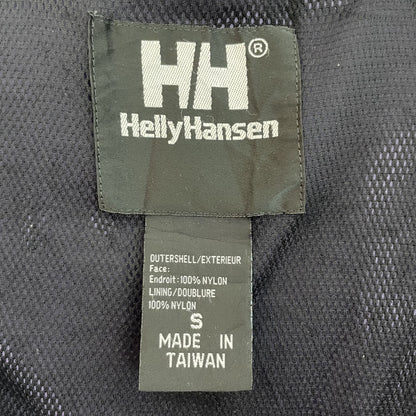 HH®
HellyHansen
OUTERSHELL/EXTERIEUR
Face:
Endroit:100% NYLON
LINING/DOUBLURE
100% NYLON
S
MADE IN
TAIWAN